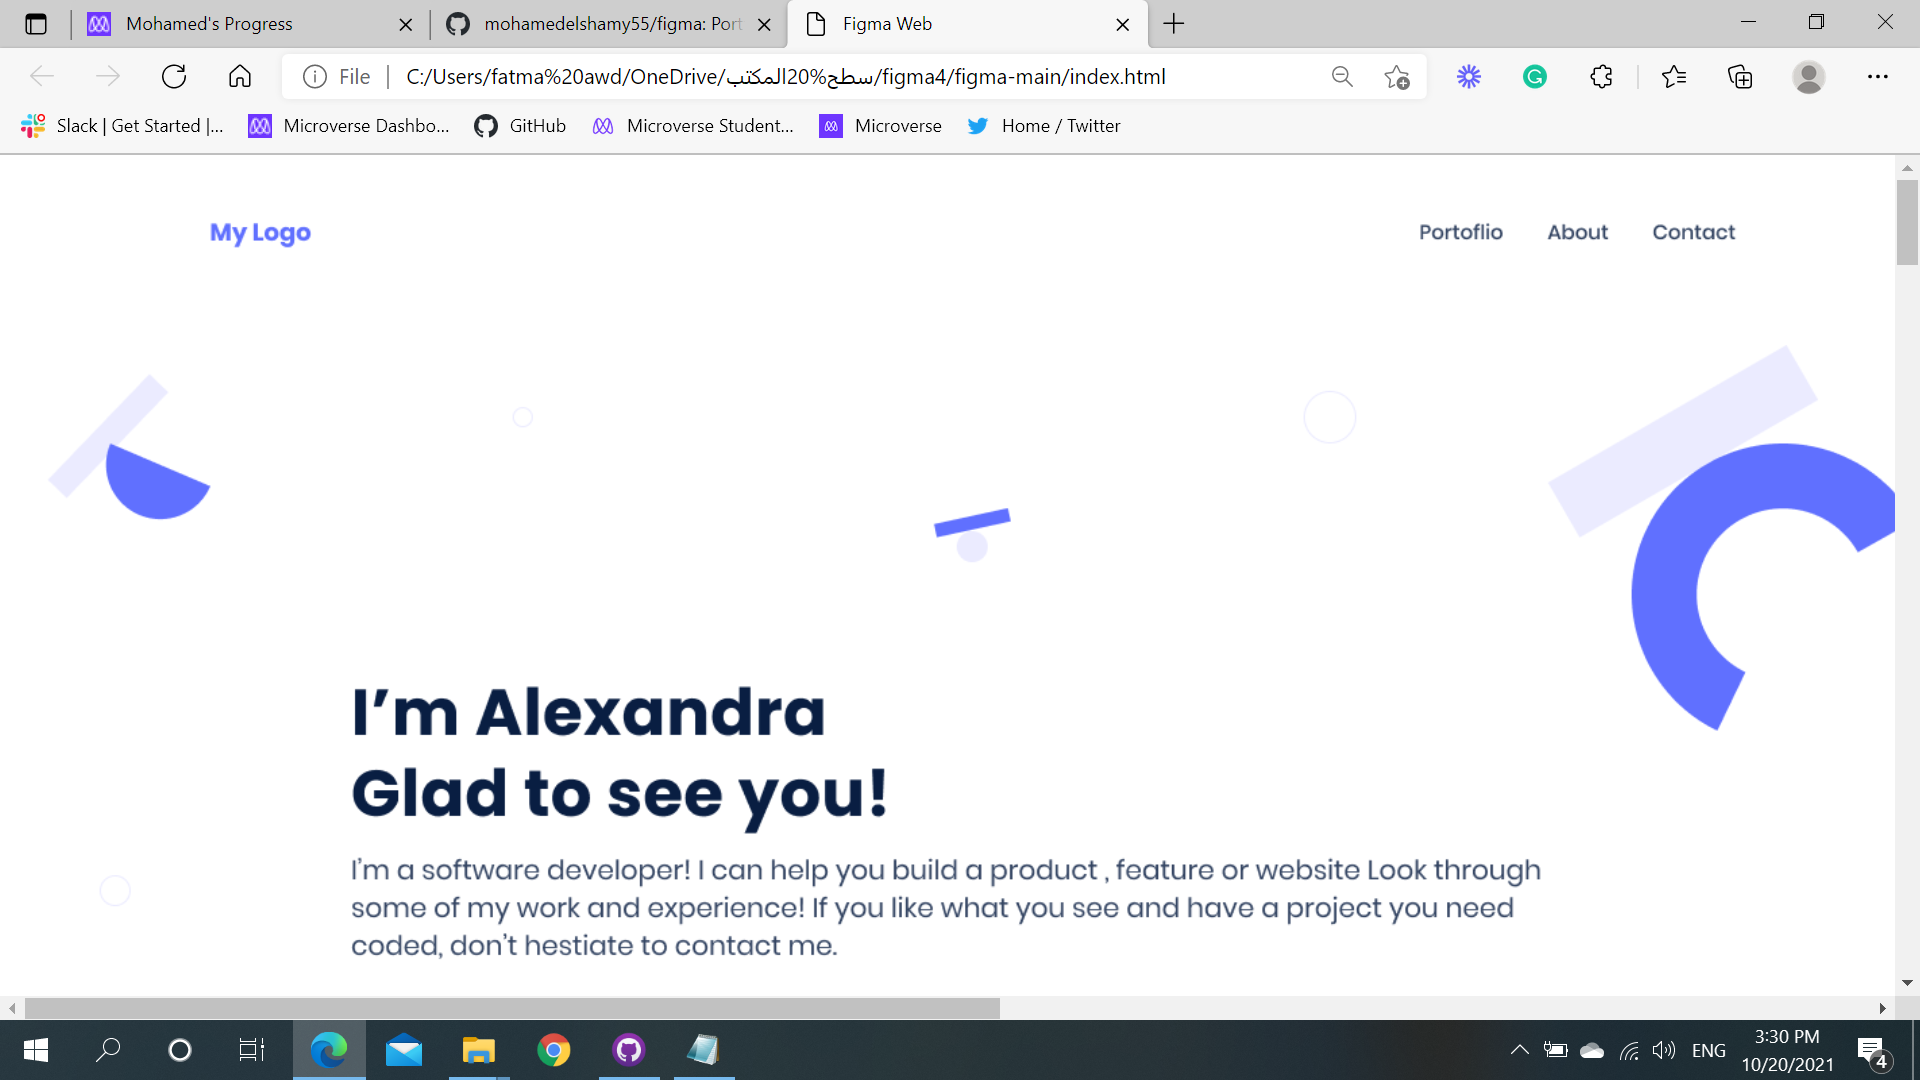 Mohamed's Progress
mohamedelshamy55/figma: Port
Figma Web
File
C:/Users/fatma%20awd/OneDrive/سطح%20المكتب/figma4/figma-main/index.html
Slack | Get Started |...
Microverse Dashbo...
GitHub
Microverse Student...
Microverse
Home / Twitter
My Logo
Portoflio
About
Contact
I’m Alexandra
Glad to see you!
I’m a software developer! I can help you build a product , feature or website Look through
some of my work and experience! If you like what you see and have a project you need
coded, don’t hestiate to contact me.
ENG
3:30 PM
10/20/2021
4